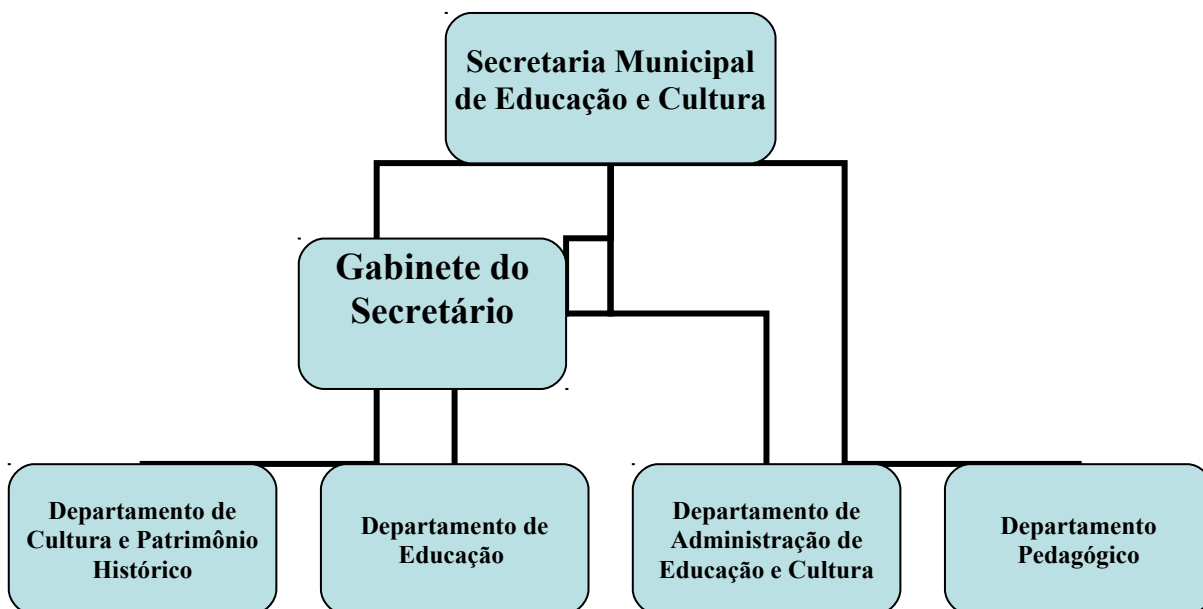 Secretaria Municipal
de Educação e Cultura
Gabinete do
Secretário
Departamento de
Cultura e Patrimônio
Histórico
Departamento de
Educação
Departamento de
Administração de
Educação e Cultura
Departamento
Pedagógico